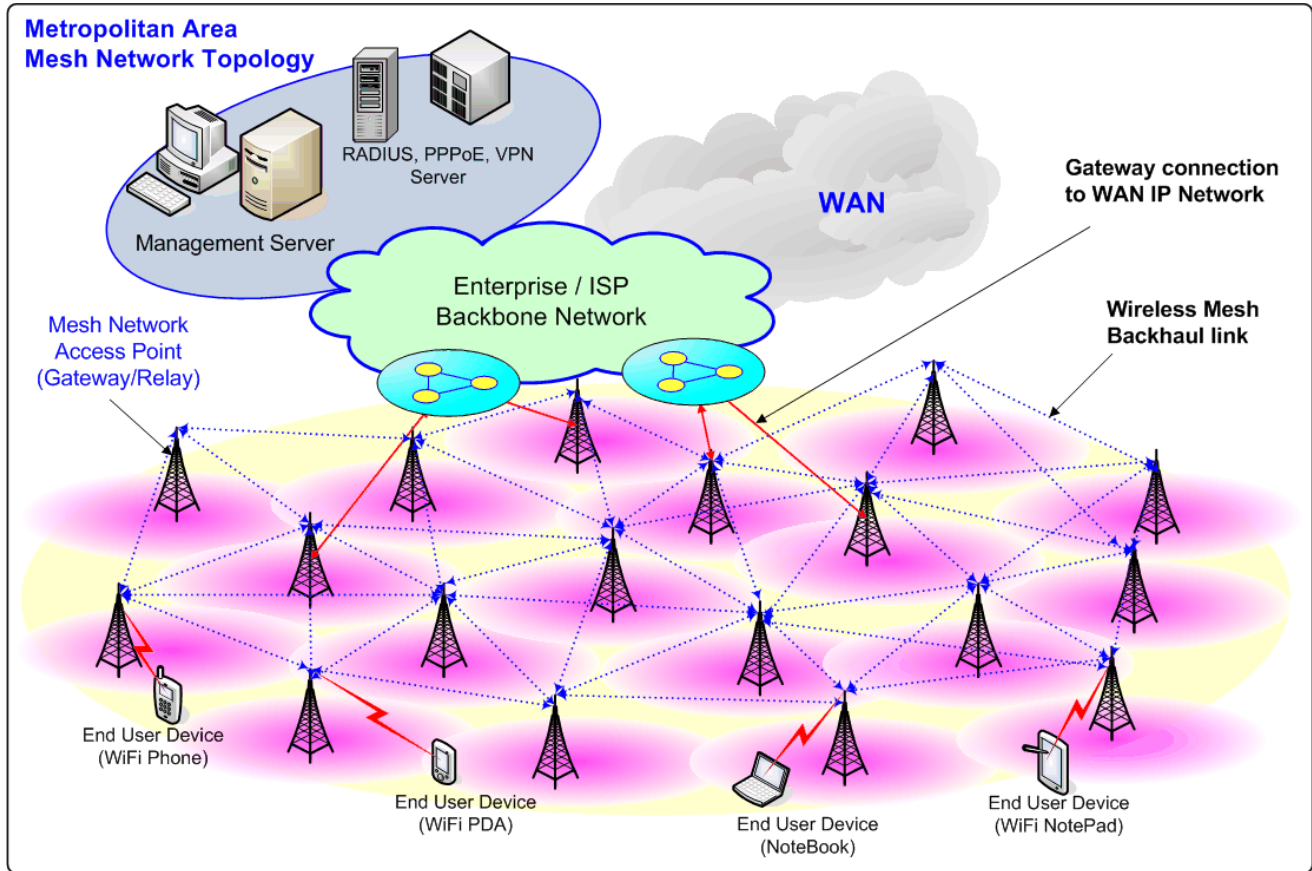 Metropolitan Area
Mesh Network Topology
RADIUS, PPPoE, VPN
Server
Management Server
WAN
Gateway connection
to WAN IP Network
Enterprise / ISP
Backbone Network
Mesh Network
Access Point
(Gateway/Relay)
Wireless Mesh
Backhaul link
End User Device
(WiFi Phone)
End User Device
(WiFi PDA)
End User Device
(NoteBook)
End User Device
(WiFi NotePad)